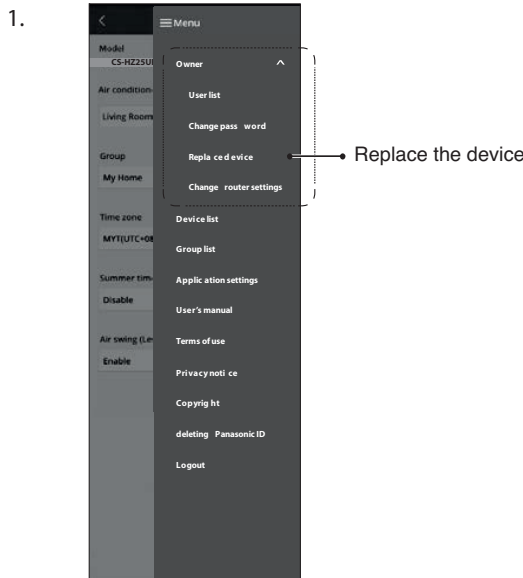 1.
Menu
Model
CS-HZ25U
Owner
Air condition
User list
Living Room
Change pass word
Group
Repla ced evice
Replace the device
My Home
Change router settings
Time zone
Device list
MYT(UTC+08
Group list
Summer tim
Applic ation settings
Disable
User's manual
Air swing (Le
Terms of use
Enable
Privacy noti ce
Copyrig ht
deleting Panasonic ID
Logout